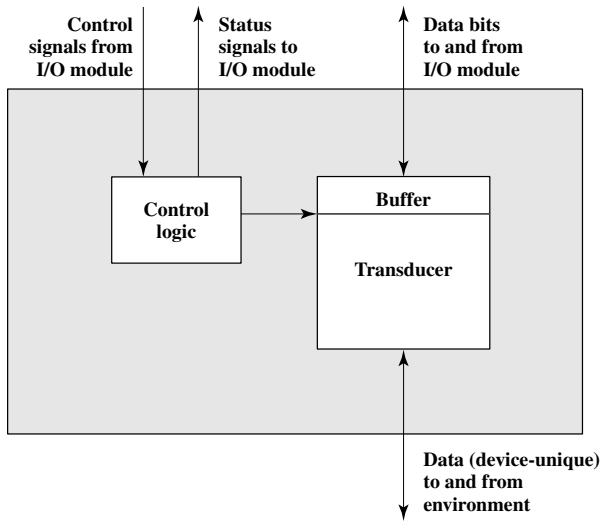 Control
signals from
I/O module
Status
signals to
I/O module
Data bits
to and from
I/O module
Control
logic
Buffer
Transducer
Data (device-unique)
to and from
environment